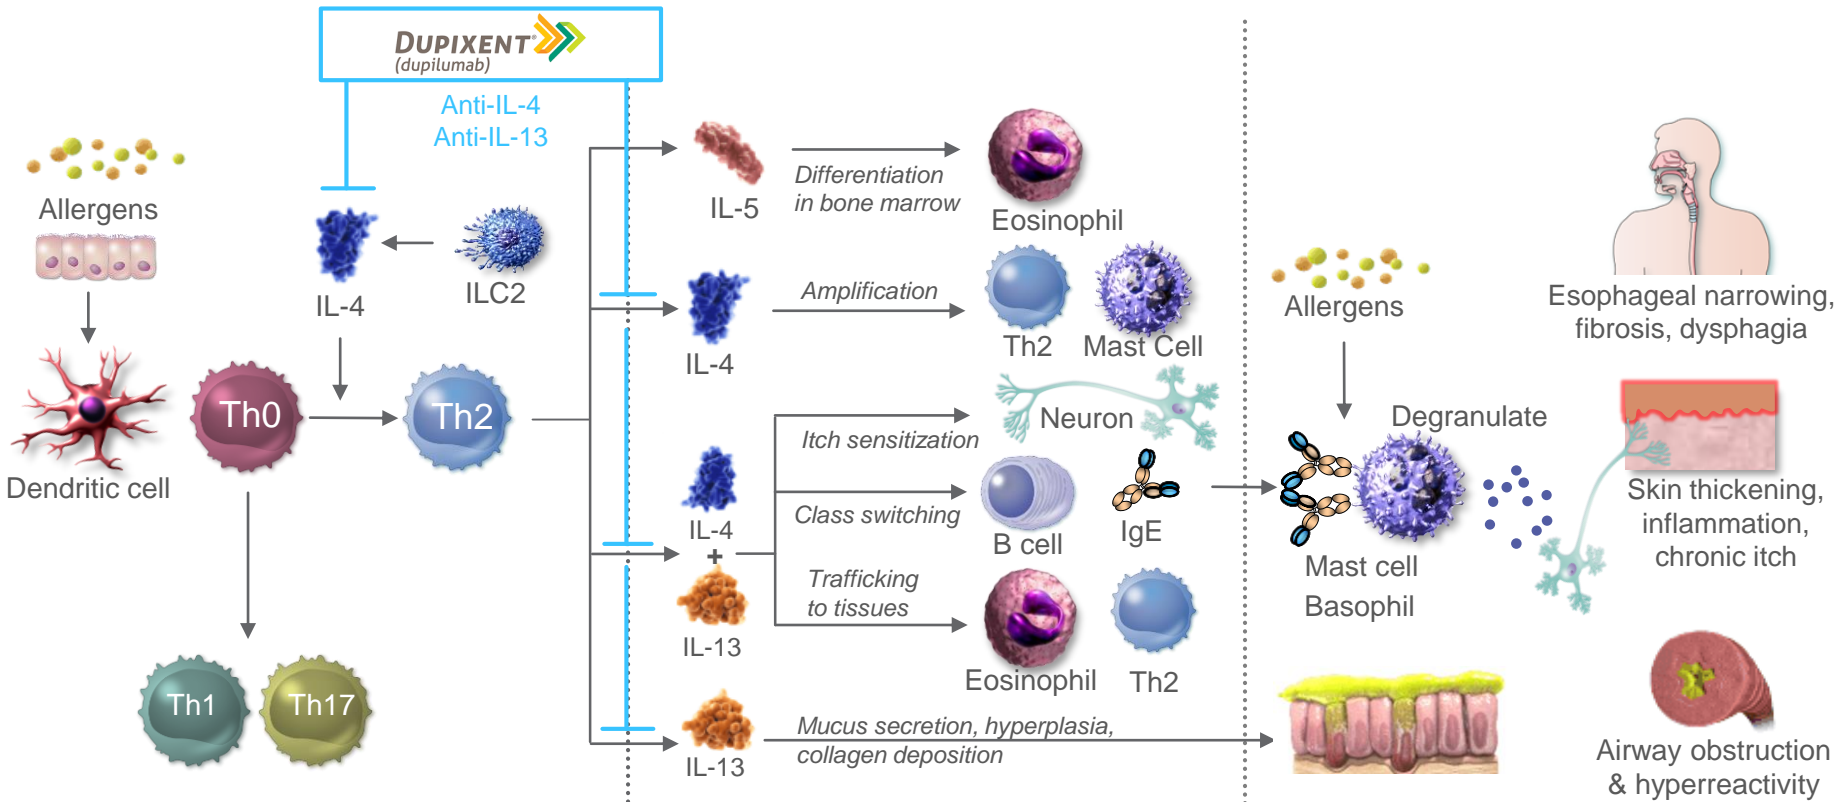 DUPIXENT®
(dupilumab)
Anti-IL-4
Anti-IL-13
Allergens
Dendritic cell
IL-4
ILC2
Th0
Th2
Th1
Th17
IL-5
Differentiation
in bone marrow
Eosinophil
IL-4
Amplification
Th2
Mast Cell
IL-4
+
IL-13
Itch sensitization
Neuron
Class switching
B cell
IgE
Trafficking
to tissues
Eosinophil
Th2
IL-13
Mucus secretion, hyperplasia,
collagen deposition
Allergens
Degranulate
Mast cell
Basophil
Esophageal narrowing,
fibrosis, dysphagia
Skin thickening,
inflammation,
chronic itch
Airway obstruction
& hyperreactivity